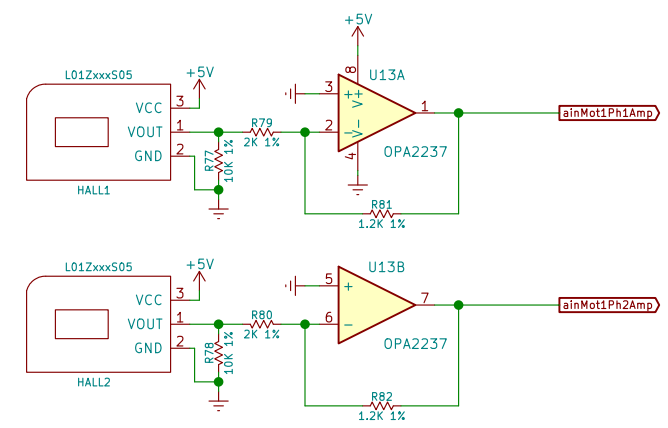 +5V
L01ZxxxS05
+5V
8
U13A
VCC 3
3 +
V+
1
ainMot1Ph1Amp
VOUT 1
R79
2K 1%
2 -
V-
GND 2
R77
10K 1%
4
OPA2237
HALL1
R81
1.2K 1%
L01ZxxxS05
+5V
U13B
VCC 3
5 +
7
ainMot1Ph2Amp
VOUT 1
R80
2K 1%
6 -
GND 2
R78
10K 1%
OPA2237
HALL2
R82
1.2K 1%